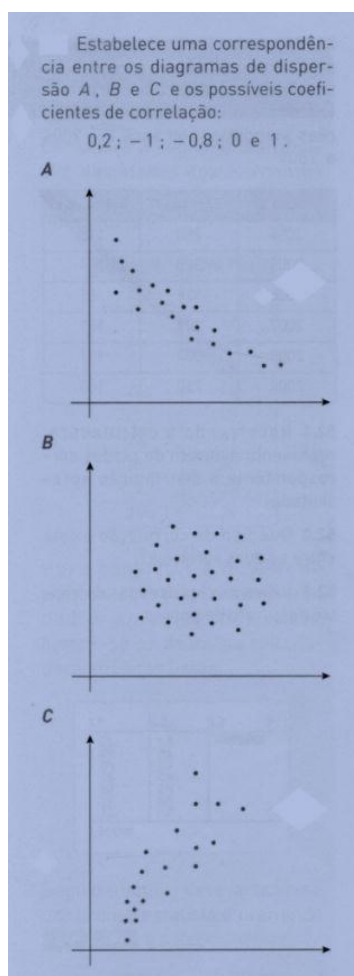 Estabelece uma correspondên-
cia entre os diagramas de disper-
são A, B e C e os possíveis coefi-
cientes de correlação:
0,2 ; −1 ; −0,8 ; 0 e 1 .
A
B
C